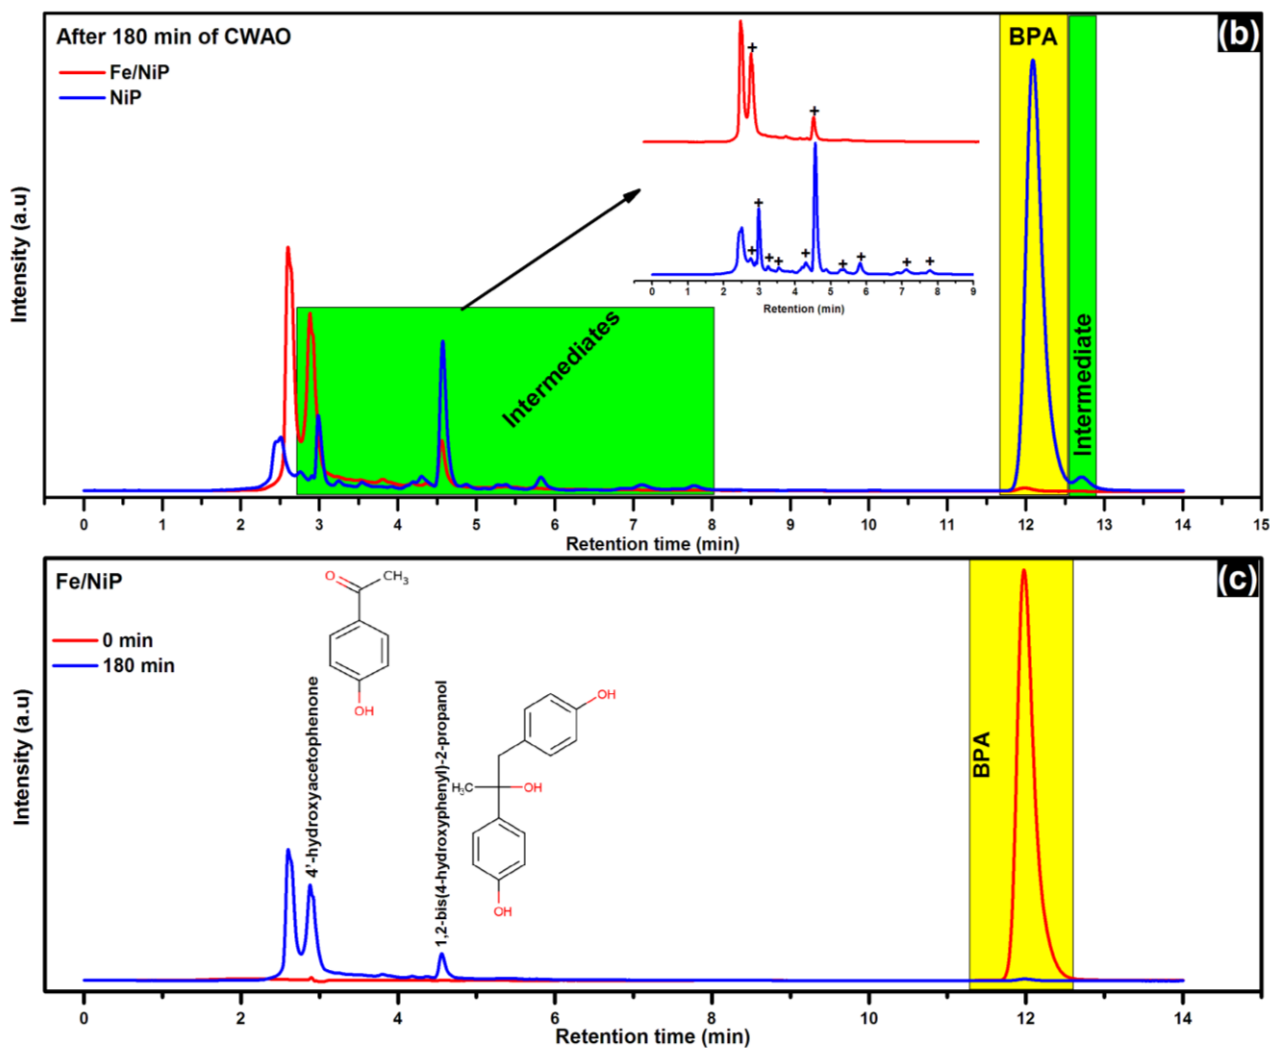 (b)
After 180 min of CWAO
Fe/NiP
NiP
BPA
Intensity (a.u)
+
+
+ + + + + + + + +
0 1 2 3 4 5 6 7 8 9
Retention (min)
Intermediates
Intermediate
0 1 2 3 4 5 6 7 8 9 10 11 12 13 14 15
Retention time (min)
(c)
Fe/NiP
0 min
180 min
O
CH₃
OH
4'-hydroxyacetophenone
1,2-bis(4-hydroxyphenyl)-2-propanol
OH
H₃C
OH
OH
BPA
Intensity (a.u)
0 2 4 6 8 10 12 14
Retention time (min)